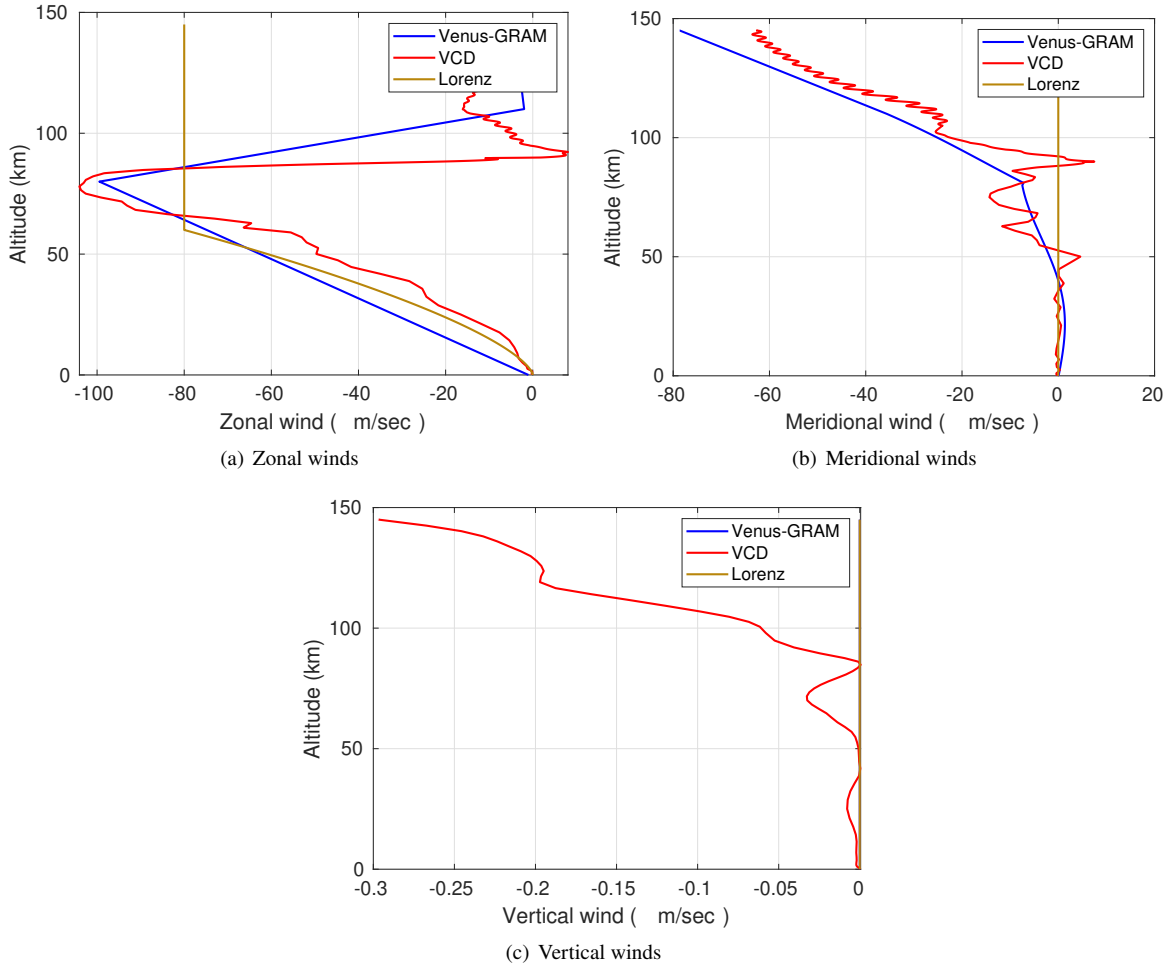 150
100
50
0
Altitude (km)
-100
-80
-60
-40
-20
0
Zonal wind ( m/sec )
Venus-GRAM
VCD
Lorenz
(a) Zonal winds
150
100
50
0
Altitude (km)
-80
-60
-40
-20
0
20
Meridional wind ( m/sec )
Venus-GRAM
VCD
Lorenz
(b) Meridional winds
150
100
50
0
Altitude (km)
-0.3
-0.25
-0.2
-0.15
-0.1
-0.05
0
Vertical wind ( m/sec )
Venus-GRAM
VCD
Lorenz
(c) Vertical winds